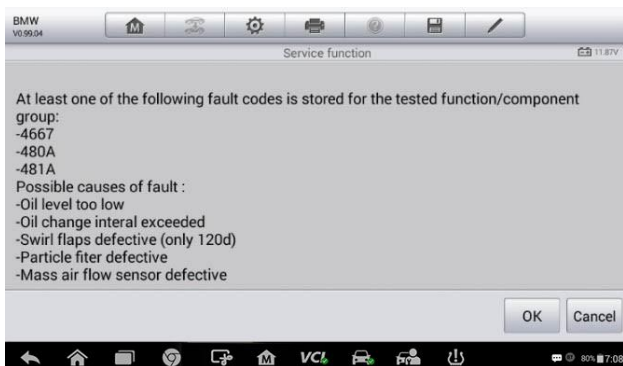 BMW
V0.99.04
Service function
11.87V
At least one of the following fault codes is stored for the tested function/component
group:
-4667
-480A
-481A
Possible causes of fault :
-Oil level too low
-Oil change interal exceeded
-Swirl flaps defective (only 120d)
-Particle fiter defective
-Mass air flow sensor defective
OK Cancel
M VCI 80% 7:08